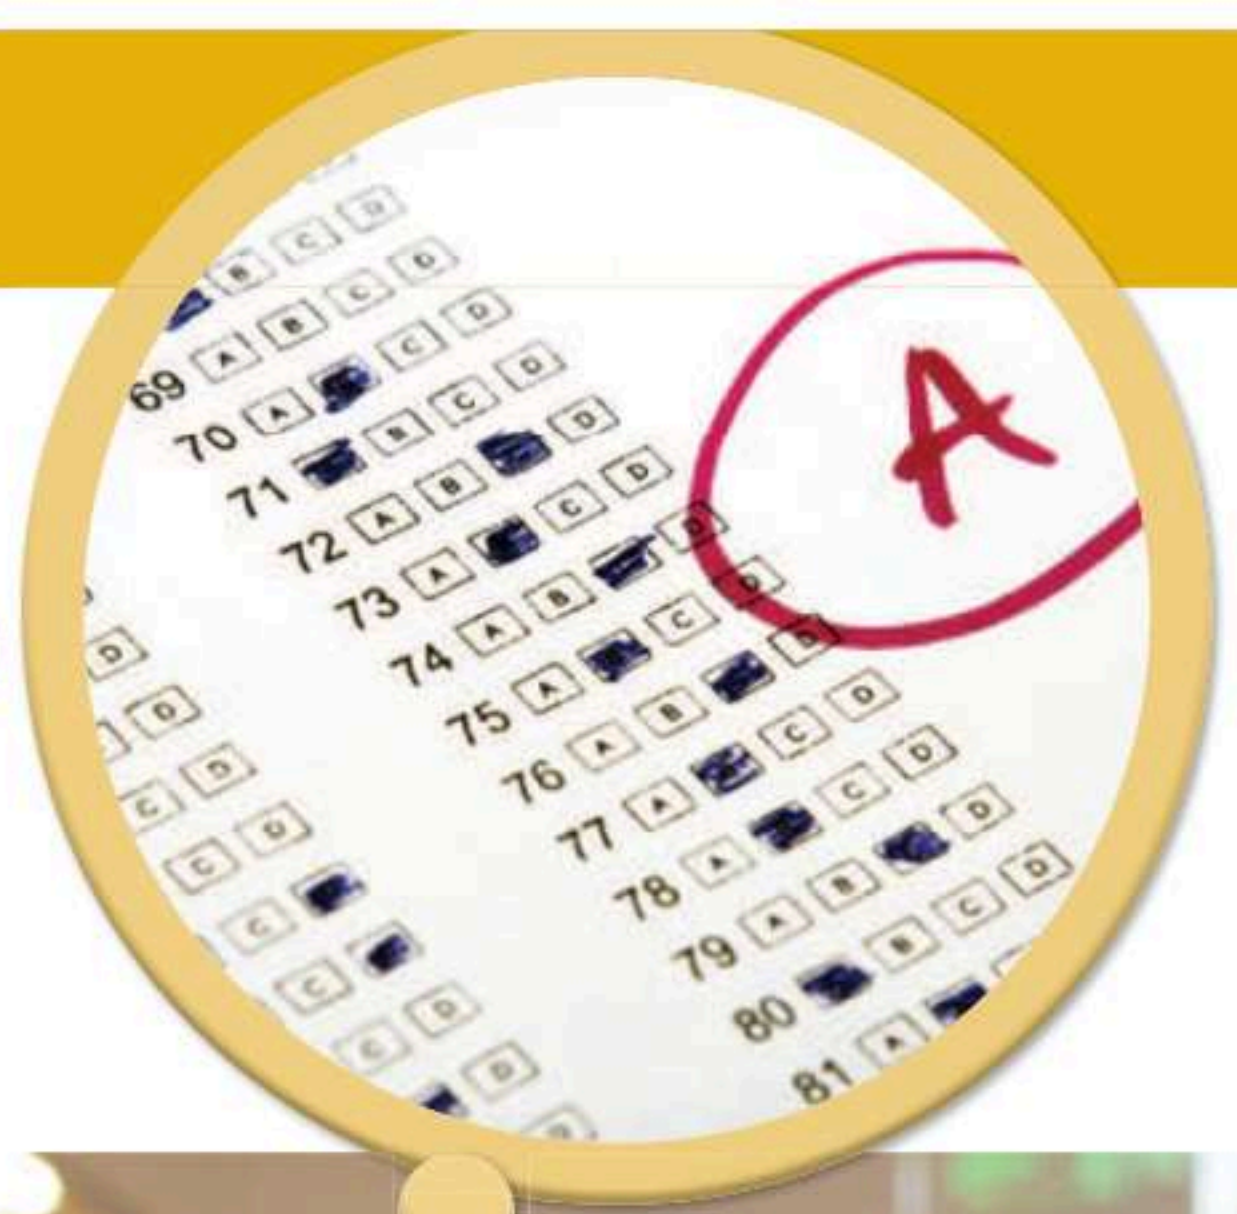 B C D
69 A B C D
70 A C D
71 B C D
72 A B D
73 A C D
74 A B D
75 A C D
76 A B D
77 A C D
78 A C D
79 A B D
80 B C D
81 A
D
D
C D
C D
C
C
C D
D
A